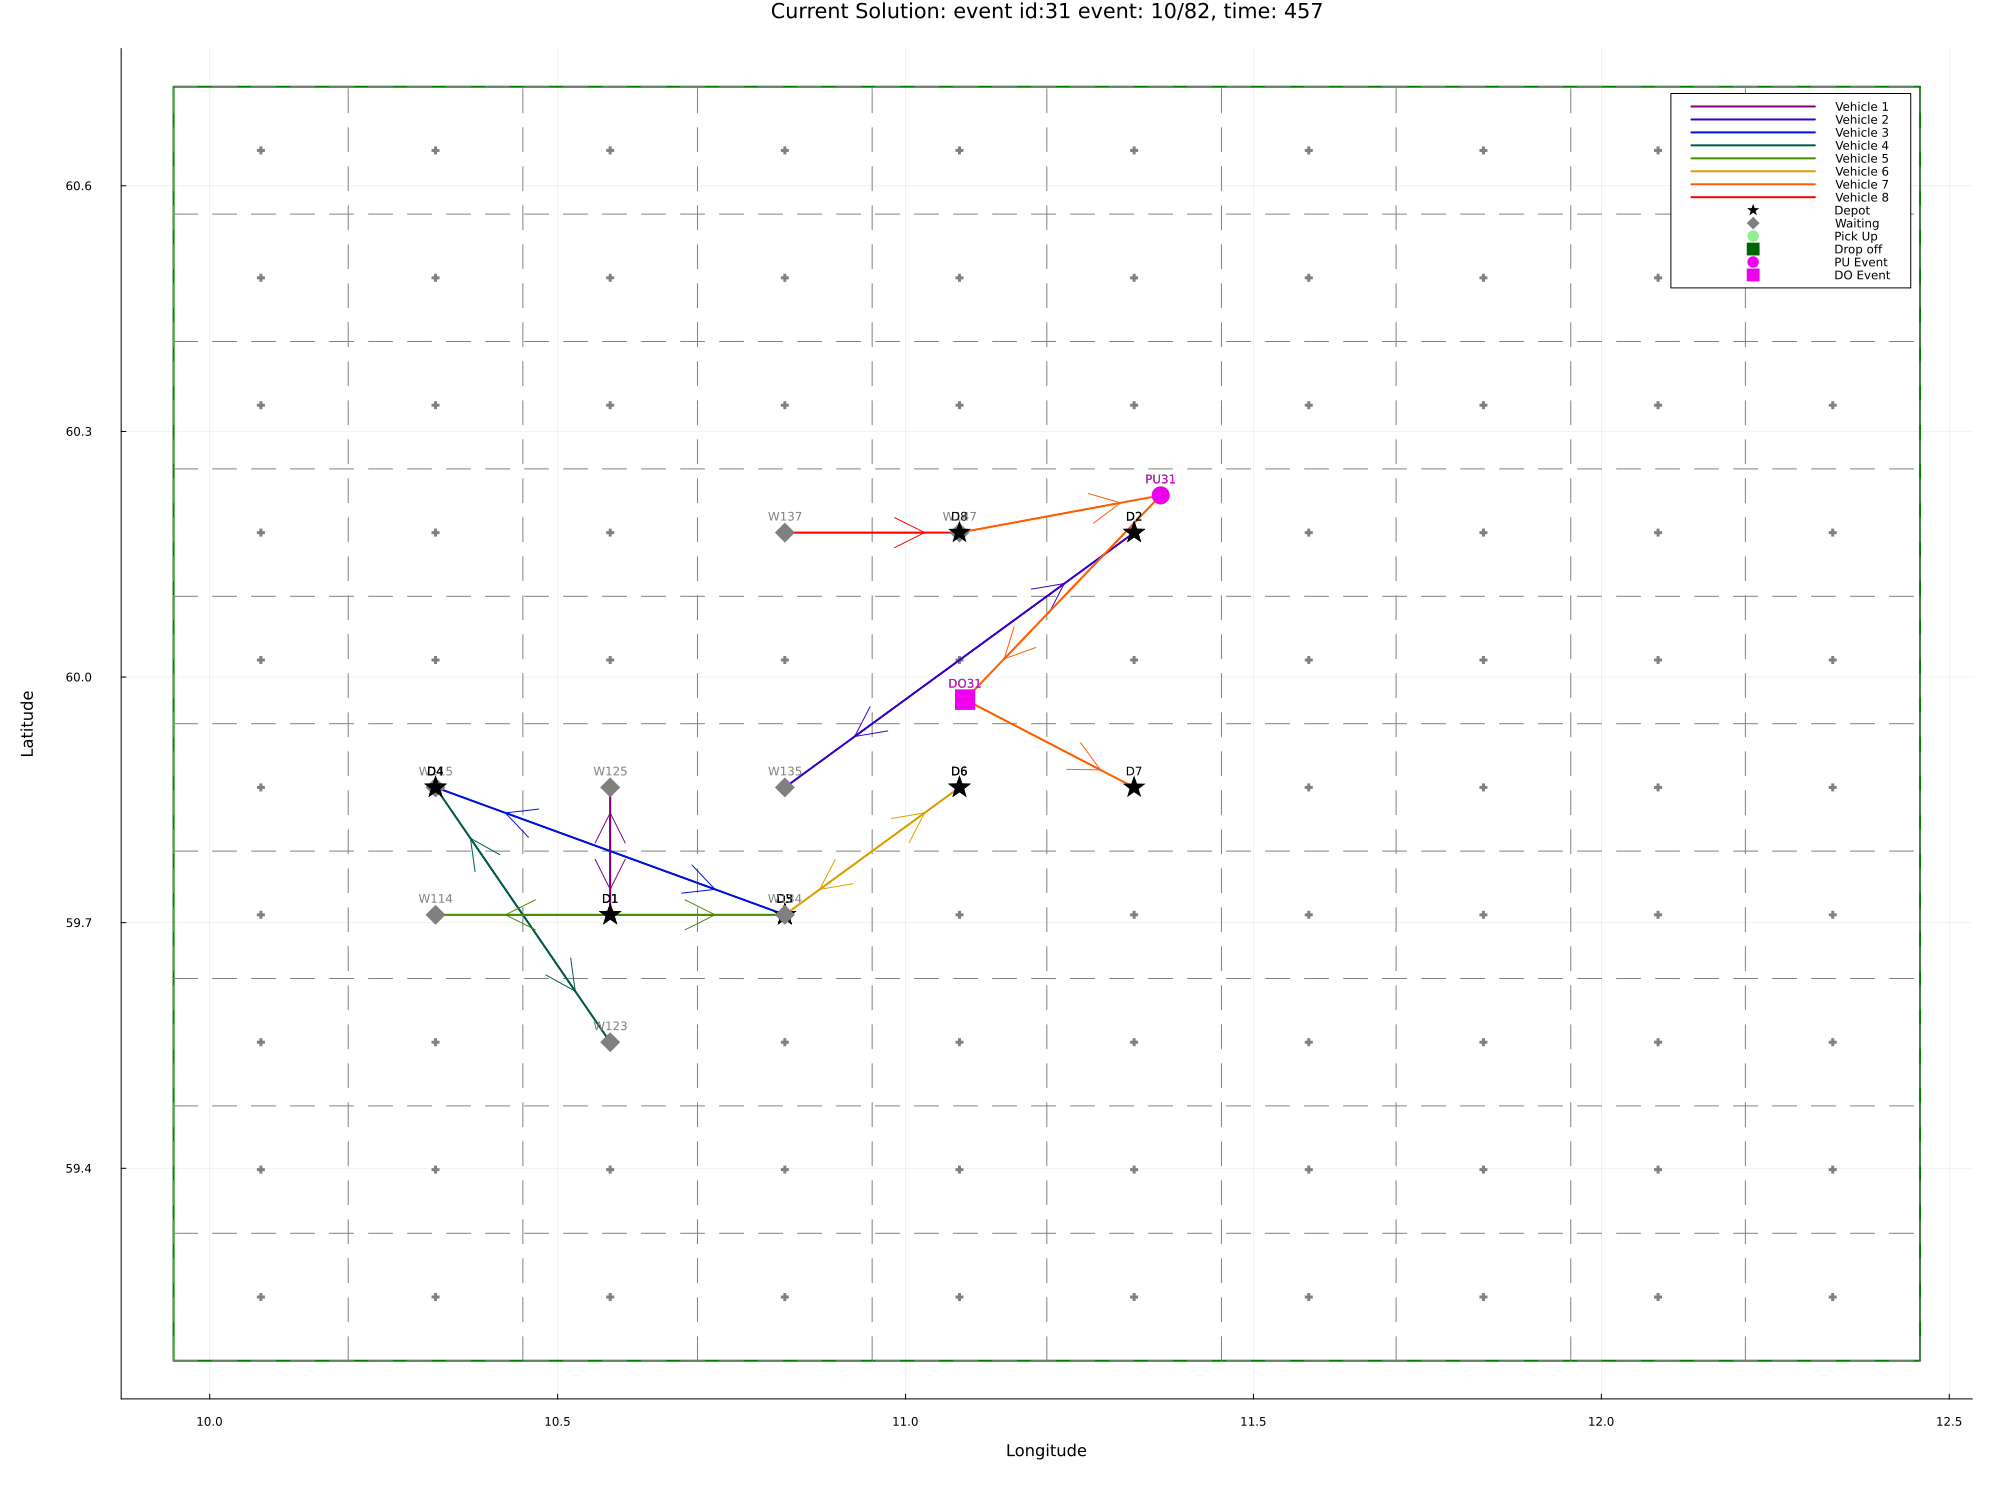 Current Solution: event id:31 event: 10/82, time: 457
Vehicle 1
Vehicle 2
Vehicle 3
Vehicle 4
Vehicle 5
Vehicle 6
Vehicle 7
Vehicle 8
Depot
Waiting
Pick Up
Drop off
PU Event
DO Event
60.6
60.3
60.0
59.7
59.4
Latitude
PU31
W137
D8
D2
DO31
D4
W125
W135
D6
D7
W114
D1
W123
10.0
10.5
11.0
11.5
12.0
12.5
Longitude